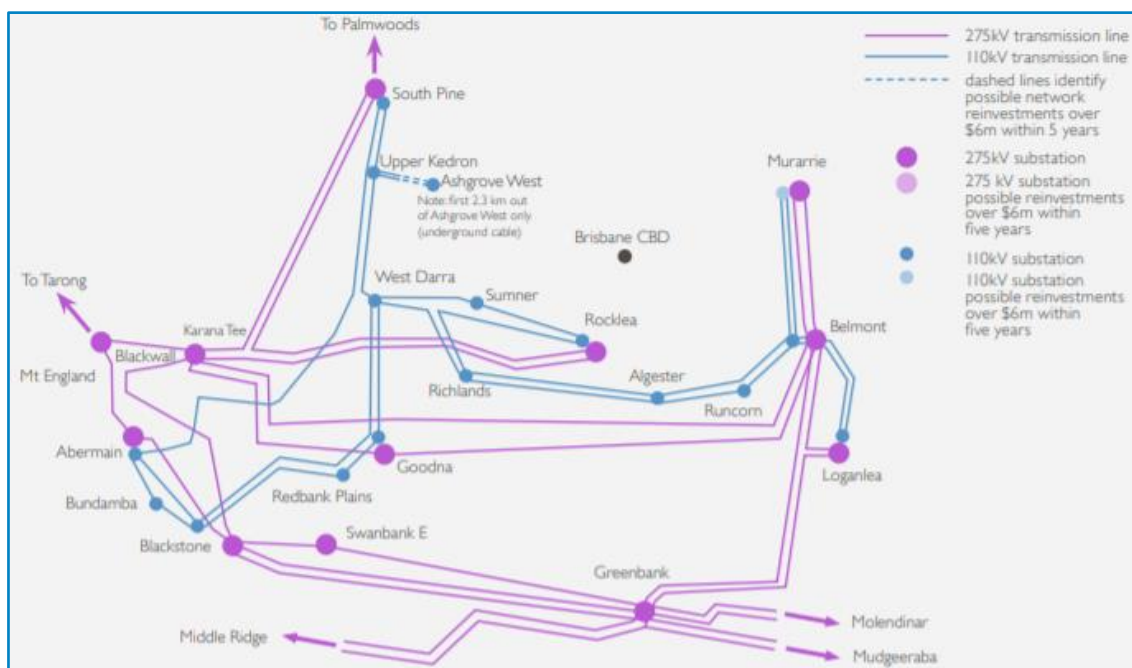 To Palmwoods
South Pine
Upper Kedron
Ashgrove West
Note: first 2.3 km out
of Ashgrove West only
(underground cable)
Brisbane CBD
Murarrie
275kV transmission line
110kV transmission line
dashed lines identify
possible network
reinvestments over
$6m within 5 years
275kV substation
275 kV substation
possible reinvestments
over $6m within
five years
110kV substation
110kV substation
possible reinvestments
over $6m within
five years
To Tarong
West Darra
Sumner
Rocklea
Karana Tee
Blackwall
Mt England
Belmont
Richlands
Algester
Runcorn
Abermain
Goodna
Loganlea
Bundamba
Redbank Plains
Blackstone
Swanbank E
Greenbank
Middle Ridge
Molendinar
Mudgeeraba